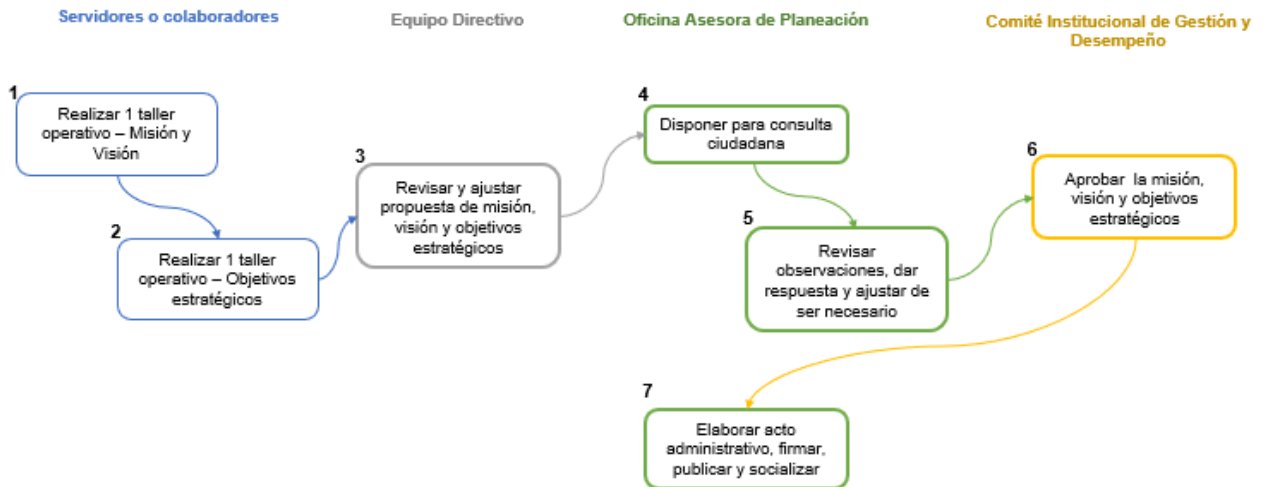 Servidores o colaboradores
Equipo Directivo
Oficina Asesora de Planeación
Comité Institucional de Gestión y
Desempeño
1
Realizar 1 taller
operativo – Misión y
Visión
2
Realizar 1 taller
operativo – Objetivos
estratégicos
3
Revisar y ajustar
propuesta de misión,
visión y objetivos
estratégicos
4
Disponer para consulta
ciudadana
5
Revisar
observaciones, dar
respuesta y ajustar de
ser necesario
6
Aprobar la misión,
visión y objetivos
estratégicos
7
Elaborar acto
administrativo, firmar,
publicar y socializar